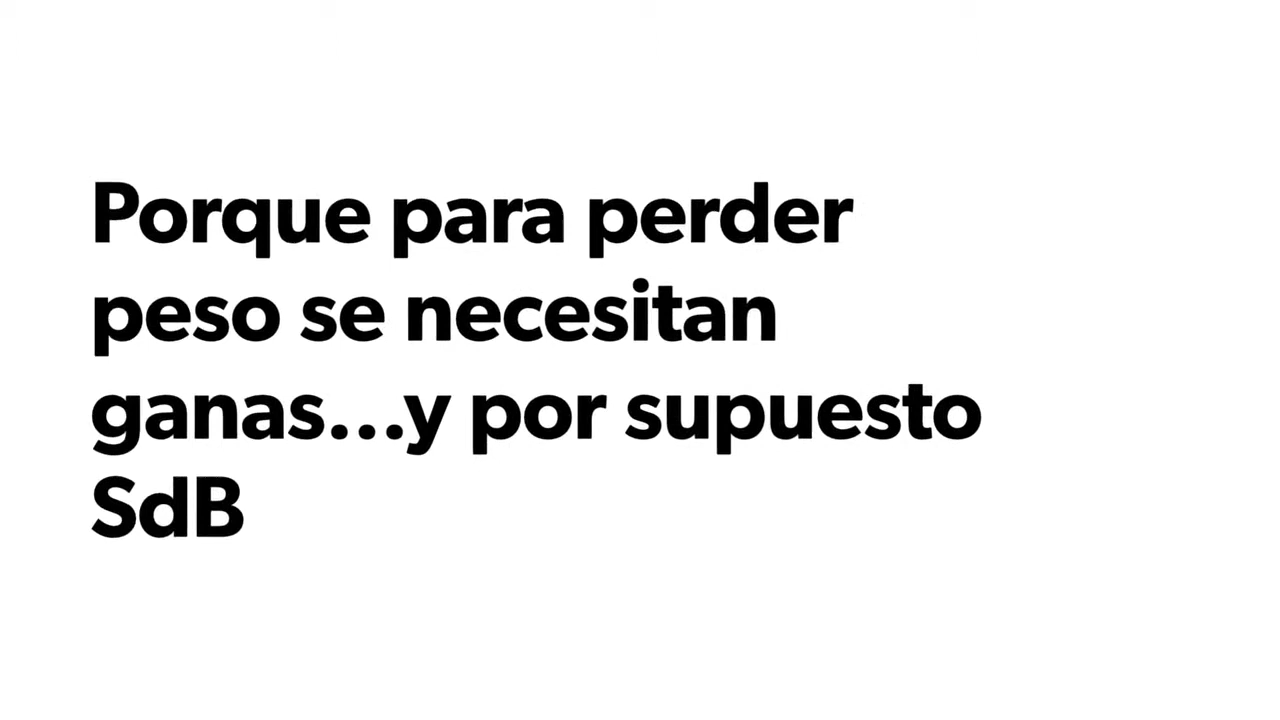 Porque para perder
peso se necesitan
ganas...y por supuesto
SdB